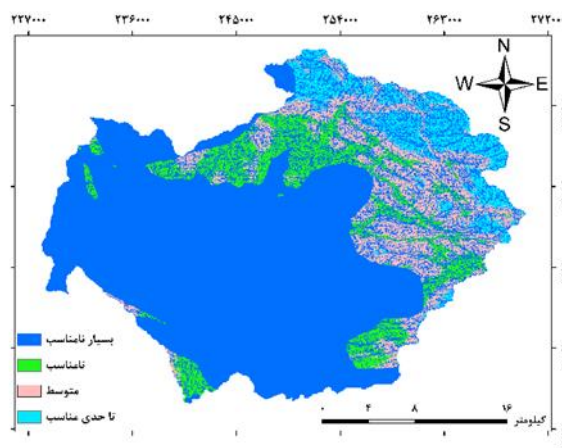 ۲۲۷۰۰۰ ۲۳۶۰۰۰ ۲۴۵۰۰۰ ۲۵۴۰۰۰ ۲۶۳۰۰۰ ۲۷۲۰۰۰
N
W E
S
بسیار نامناسب
نامناسب
متوسط
تا حدی مناسب
۰ ۴ ۸ ۱۶ کیلومتر